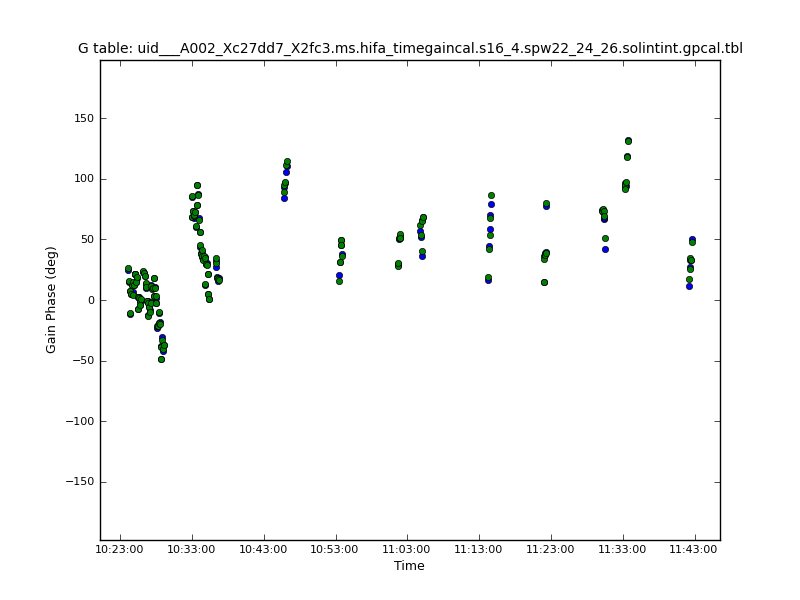 G table: uid___A002_Xc27dd7_X2fc3.ms.hifa_timegaincal.s16_4.spw22_24_26.solintint.gpcal.tbl
150
100
50
0
−50
−100
−150
Gain Phase (deg)
10:23:00 10:33:00 10:43:00 10:53:00 11:03:00 11:13:00 11:23:00 11:33:00 11:43:00
Time